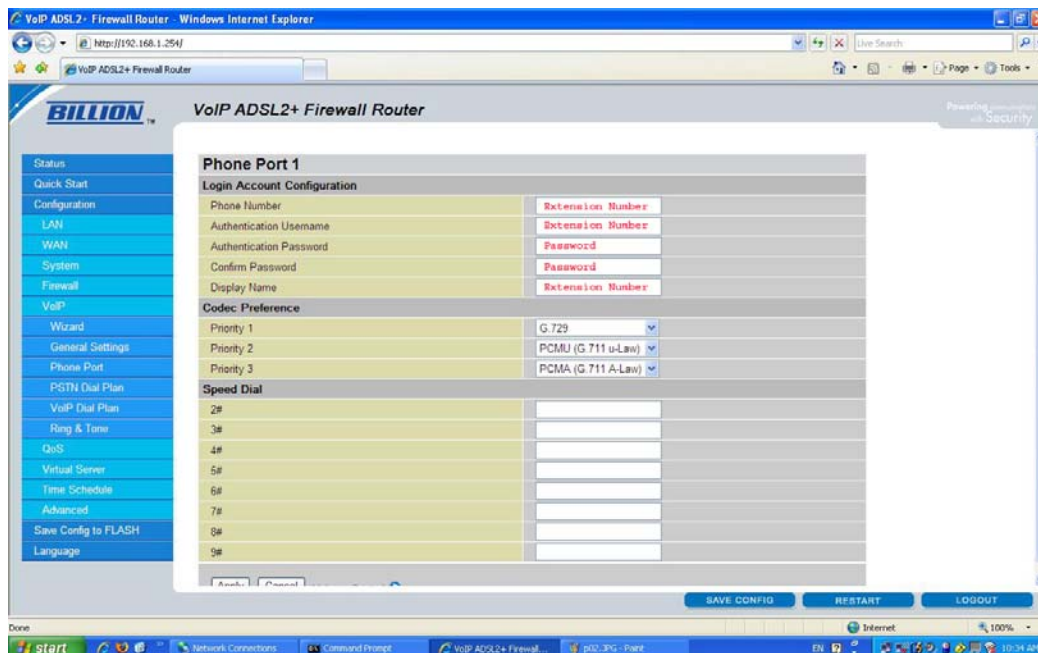 VoIP ADSL2+ Firewall Router - Windows Internet Explorer
http://192.168.1.254/
Live Search
VoIP ADSL2+ Firewall Router
Page
Tools
BILLION TM
VoIP ADSL2+ Firewall Router
Powering
with Security
Status
Quick Start
Configuration
LAN
WAN
System
Firewall
VoIP
Wizard
General Settings
Phone Port
PSTN Dial Plan
VoIP Dial Plan
Ring & Tone
QoS
Virtual Server
Time Schedule
Advanced
Save Config to FLASH
Language
Phone Port 1
Login Account Configuration
Phone Number Extension Number
Authentication Username Extension Number
Authentication Password Password
Confirm Password Password
Display Name Extension Number
Codec Preference
Priority 1 G.729
Priority 2 PCMU (G.711 u-Law)
Priority 3 PCMA (G.711 A-Law)
Speed Dial
2#
3#
4#
5#
6#
7#
8#
9#
Apply Cancel
SAVE CONFIG RESTART LOGOUT
Done Internet 100%
start Network Connections Command Prompt VoIP ADSL2+ Firewall... p02.JPG - Paint EN 10:34 AM